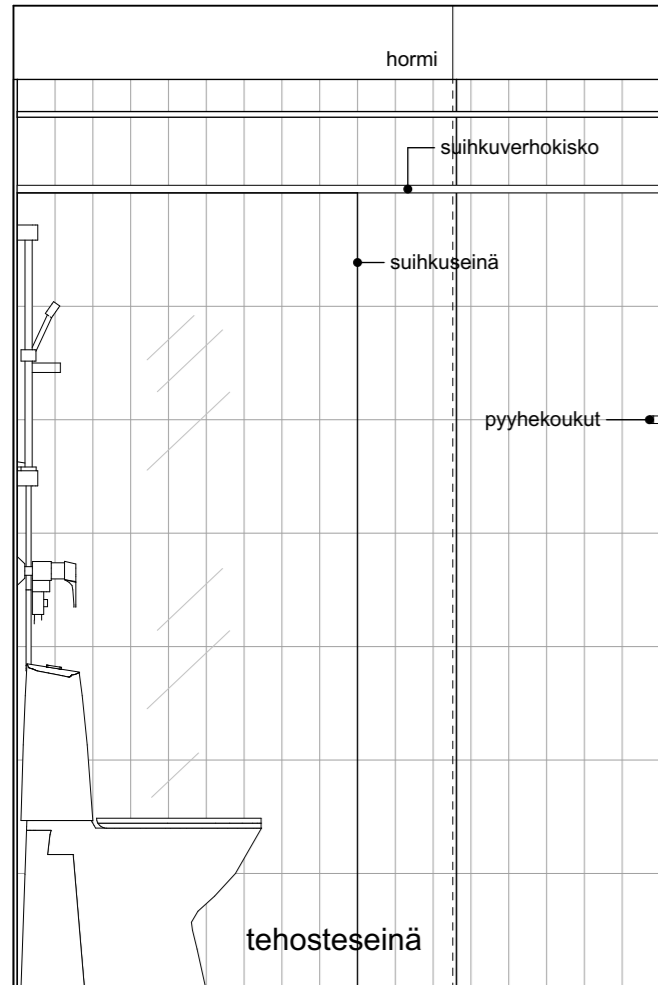 hormi
suihkuverhokisko
suihkuseinä
pyyhekoukut
tehosteseinä